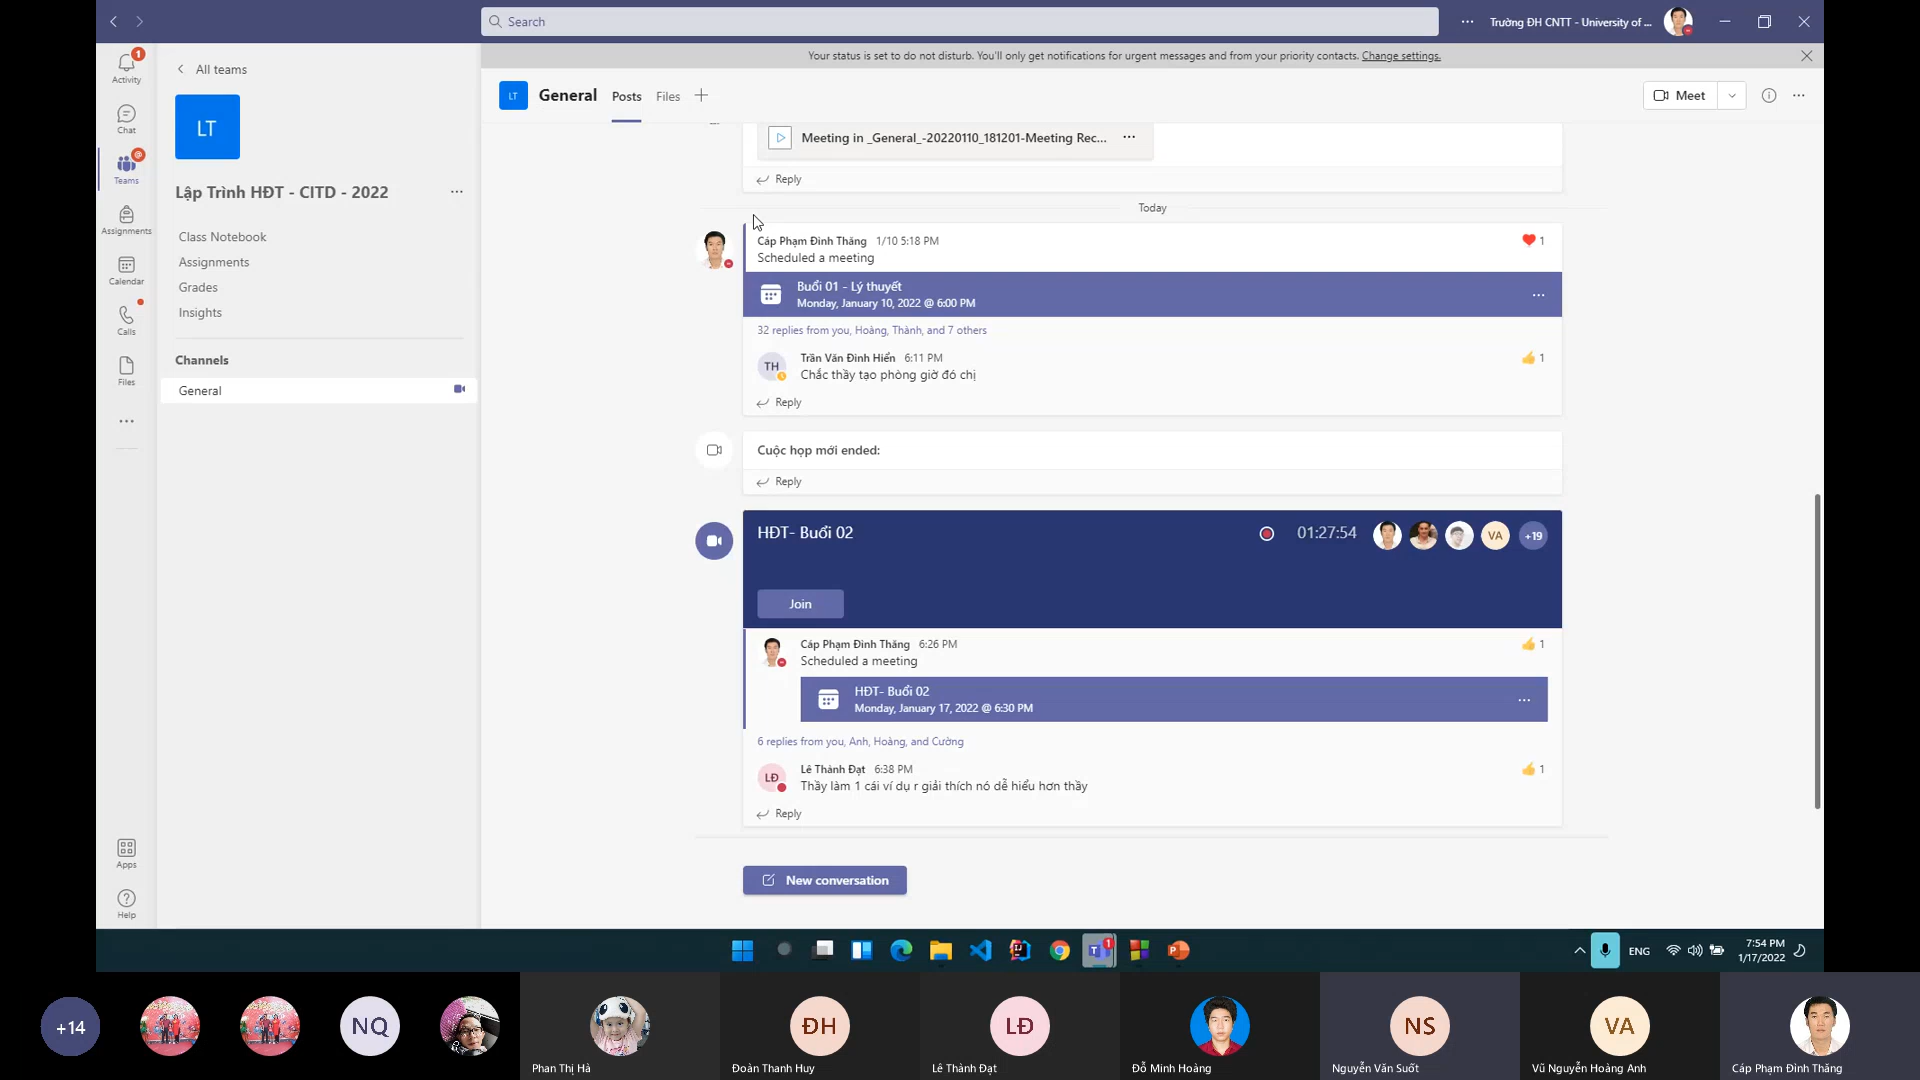 Search
Trường ĐH CNTT - University of ...
Your status is set to do not disturb. You'll only get notifications for urgent messages and from your priority contacts. Change settings.
1
Activity
Chat
Teams
Assignments
Calendar
Calls
Files
Apps
Help
All teams
LT
Lập Trình HĐT - CITD - 2022
Class Notebook
Assignments
Grades
Insights
Channels
General
LT
General
Posts
Files
Meet
Meeting in _General_-20220110_181201-Meeting Rec...
Reply
Today
Cáp Phạm Đình Thăng 1/10 5:18 PM
1
Scheduled a meeting
Buổi 01 - Lý thuyết
Monday, January 10, 2022 @ 6:00 PM
32 replies from you, Hoàng, Thành, and 7 others
TH
Trần Văn Đình Hiển 6:11 PM
1
Chắc thầy tạo phòng giờ đó chị
Reply
Cuộc họp mới ended:
Reply
HĐT- Buổi 02
01:27:54
VA
+19
Join
Cáp Phạm Đình Thăng 6:26 PM
1
Scheduled a meeting
HĐT- Buổi 02
Monday, January 17, 2022 @ 6:30 PM
6 replies from you, Anh, Hoàng, and Cường
LĐ
Lê Thành Đạt 6:38 PM
1
Thầy làm 1 cái ví dụ r giải thích nó dễ hiểu hơn thầy
Reply
New conversation
1
ENG
7:54 PM
1/17/2022
+14
NQ
Phan Thị Hà
ĐH
Đoàn Thanh Huy
LĐ
Lê Thành Đạt
Đỗ Minh Hoàng
NS
Nguyễn Văn Suốt
VA
Vũ Nguyễn Hoàng Anh
Cáp Phạm Đình Thăng